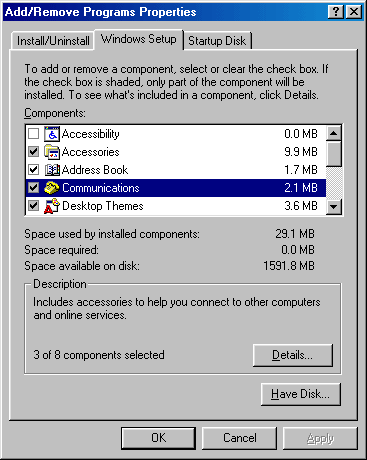 Add/Remove Programs Properties
Install/Uninstall Windows Setup Startup Disk
To add or remove a component, select or clear the check box. If
the check box is shaded, only part of the component will be
installed. To see what's included in a component, click Details.
Components:
Accessibility 0.0 MB
Accessories 9.9 MB
Address Book 1.7 MB
Communications 2.1 MB
Desktop Themes 3.6 MB
Space used by installed components: 29.1 MB
Space required: 0.0 MB
Space available on disk: 1591.8 MB
Description
Includes accessories to help you connect to other computers
and online services.
3 of 8 components selected Details...
Have Disk...
OK Cancel Apply